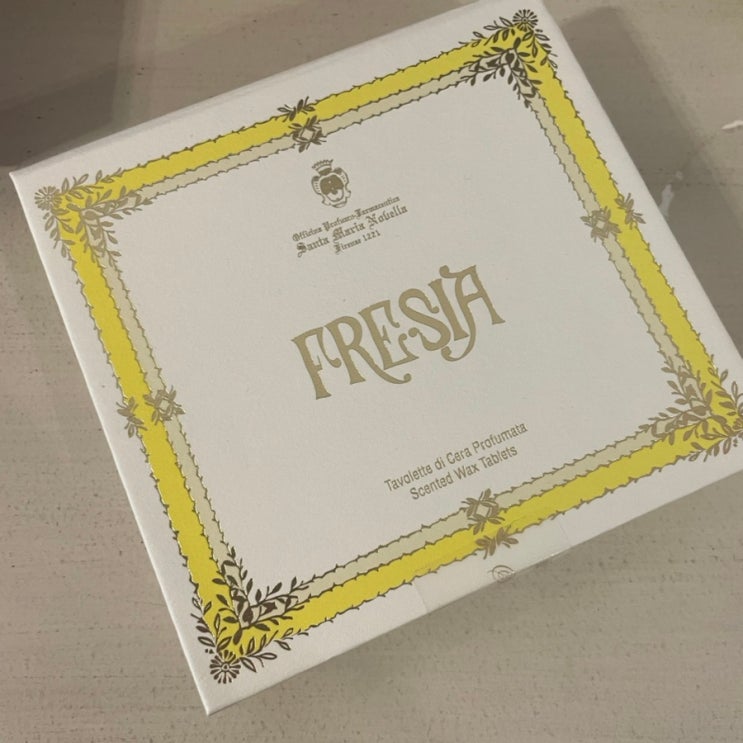 Officina Profumo-Farmaceutica
Santa Maria Novella
Firenze 1221
FRESIA
Tavolette di Cera Profumata
Scented Wax Tablets